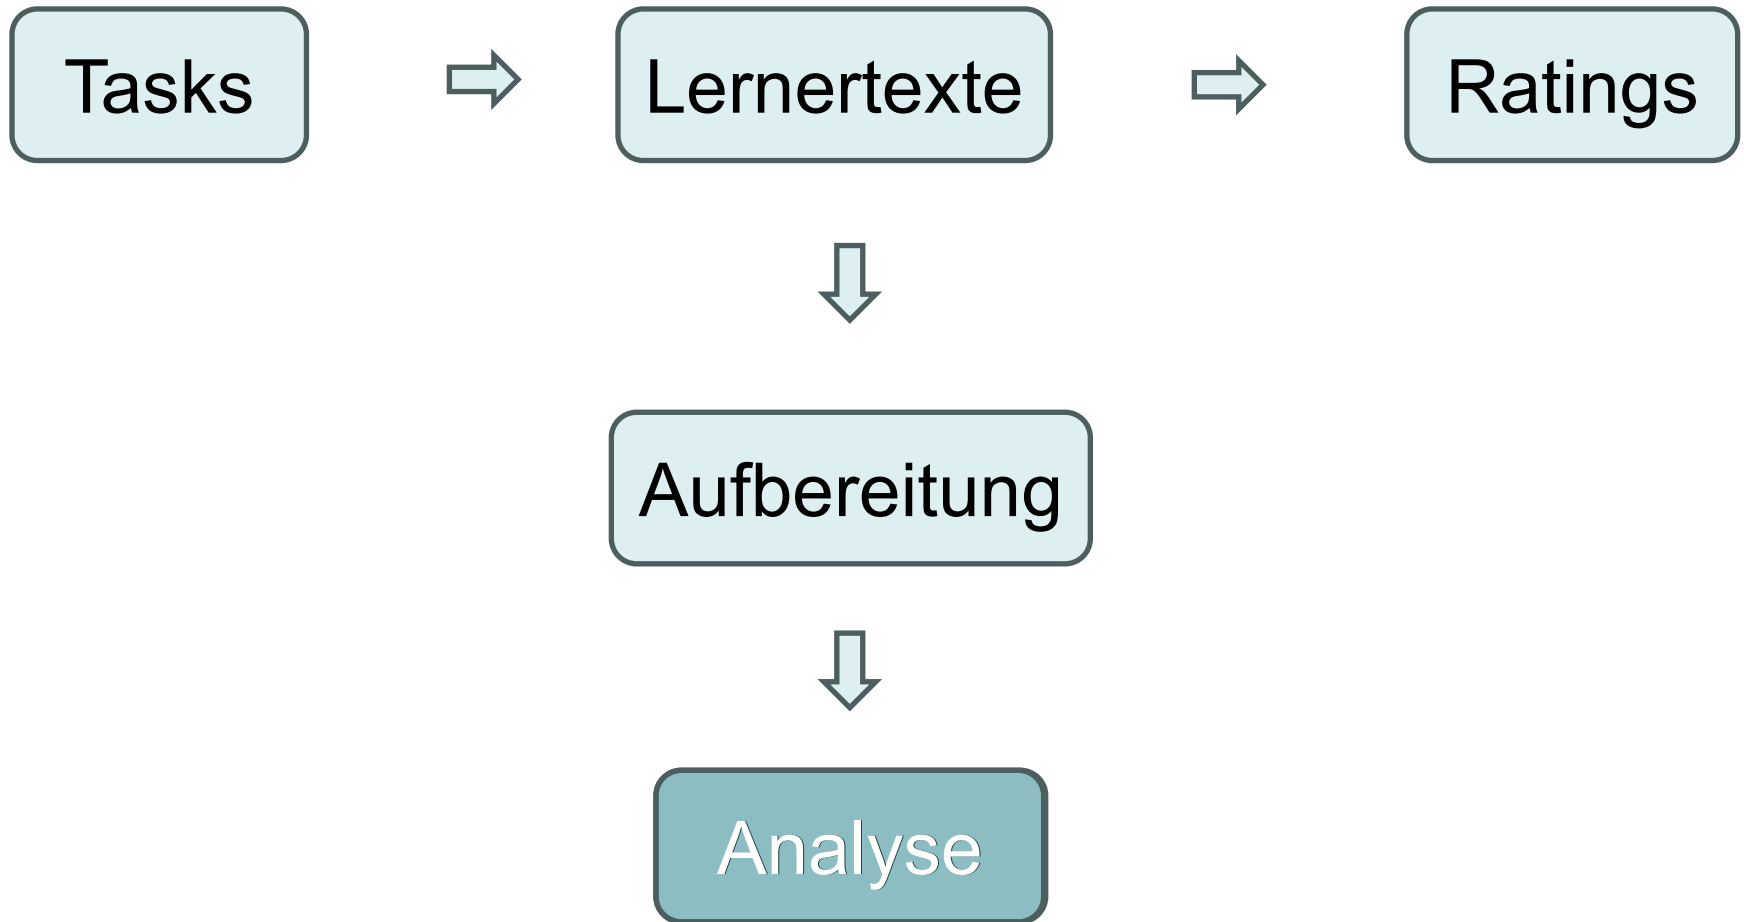 Tasks
Lernertexte
Ratings
Aufbereitung
Analyse